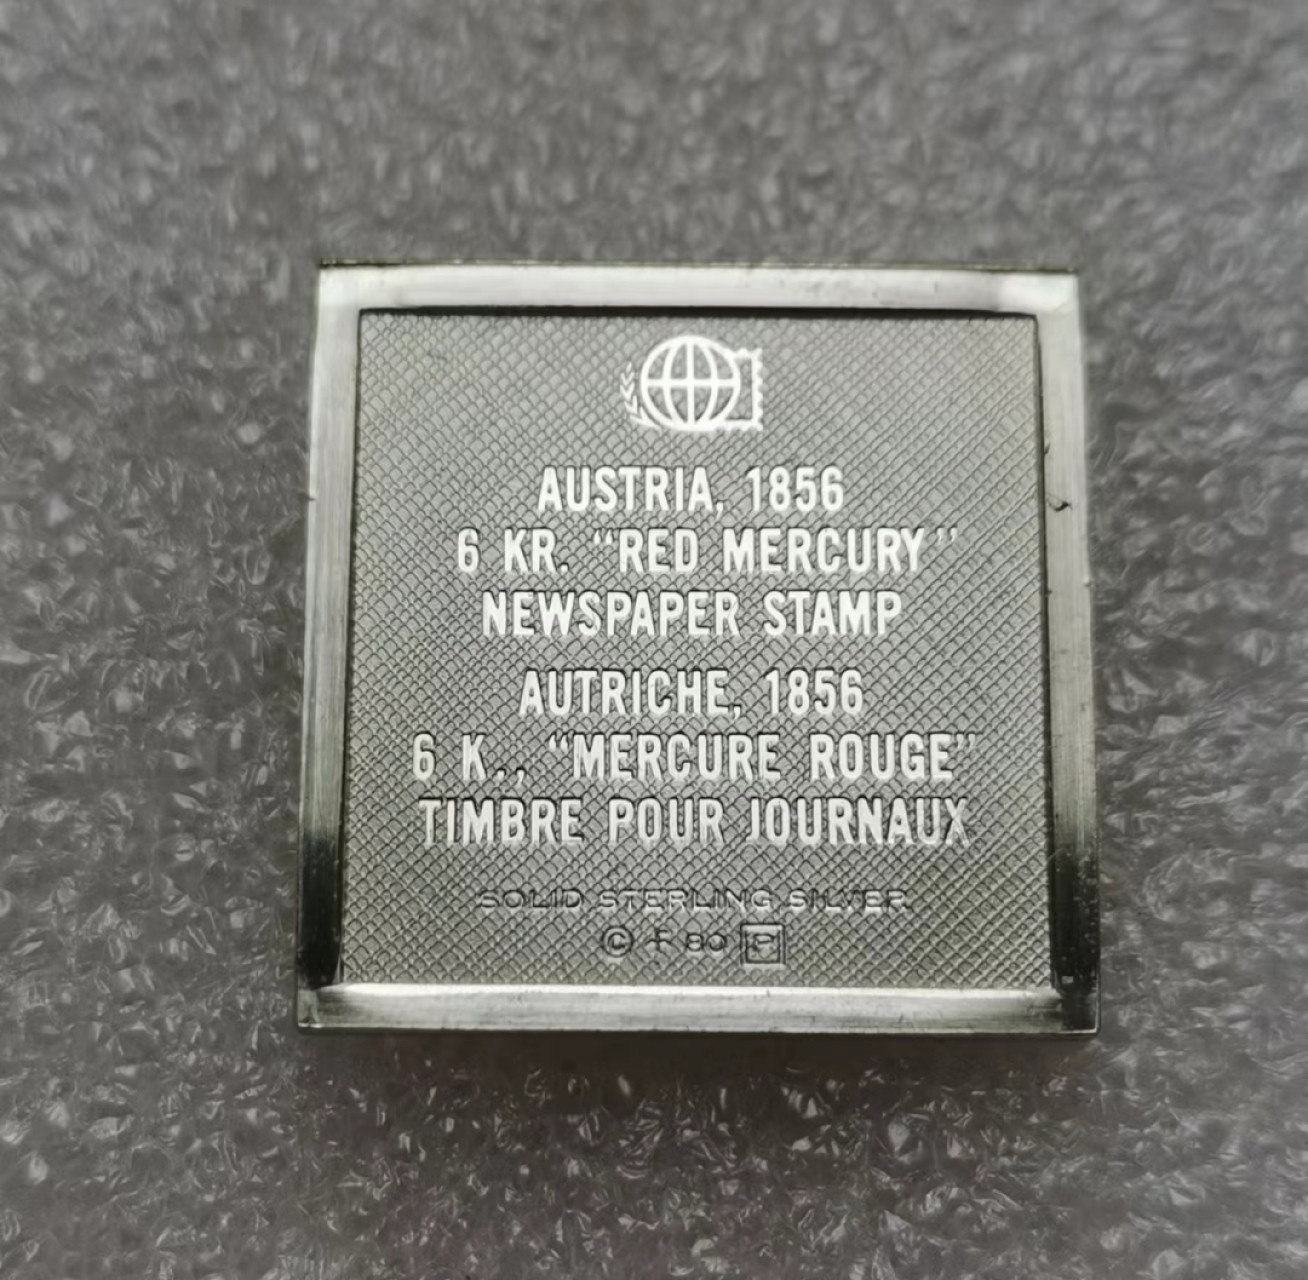 AUSTRIA, 1856
6 KR. “RED MERCURY”
NEWSPAPER STAMP
AUTRICHE, 1856
6 K., “MERCURE ROUGE”
TIMBRE POUR JOURNAUX
SOLID STERLING SILVER
© F 80 P